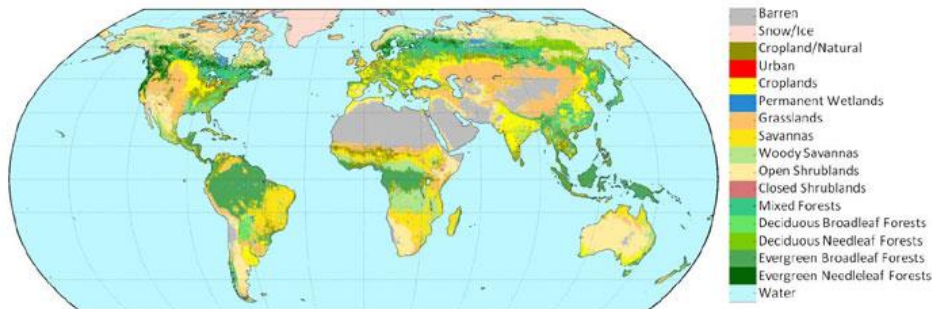 Barren
Snow/Ice
Cropland/Natural
Urban
Croplands
Permanent Wetlands
Grasslands
Savannas
Woody Savannas
Open Shrublands
Closed Shrublands
Mixed Forests
Deciduous Broadleaf Forests
Deciduous Needleaf Forests
Evergreen Broadleaf Forests
Evergreen Needleleaf Forests
Water